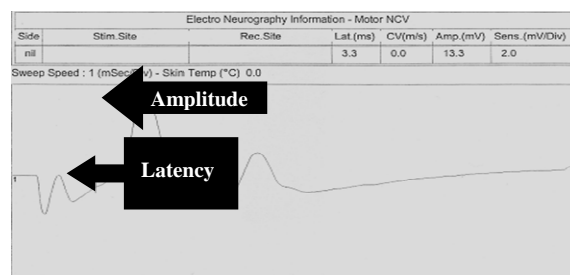 Electro Neurography Information - Motor NCV
Side Stim.Site Rec.Site Lat.(ms) CV(m/s) Amp.(mV) Sens.(mV/Div)
nil 3.3 0.0 13.3 2.0
Sweep Speed : 1 (mSec/ v) - Skin Temp (°C) 0.0
Amplitude
Latency
1